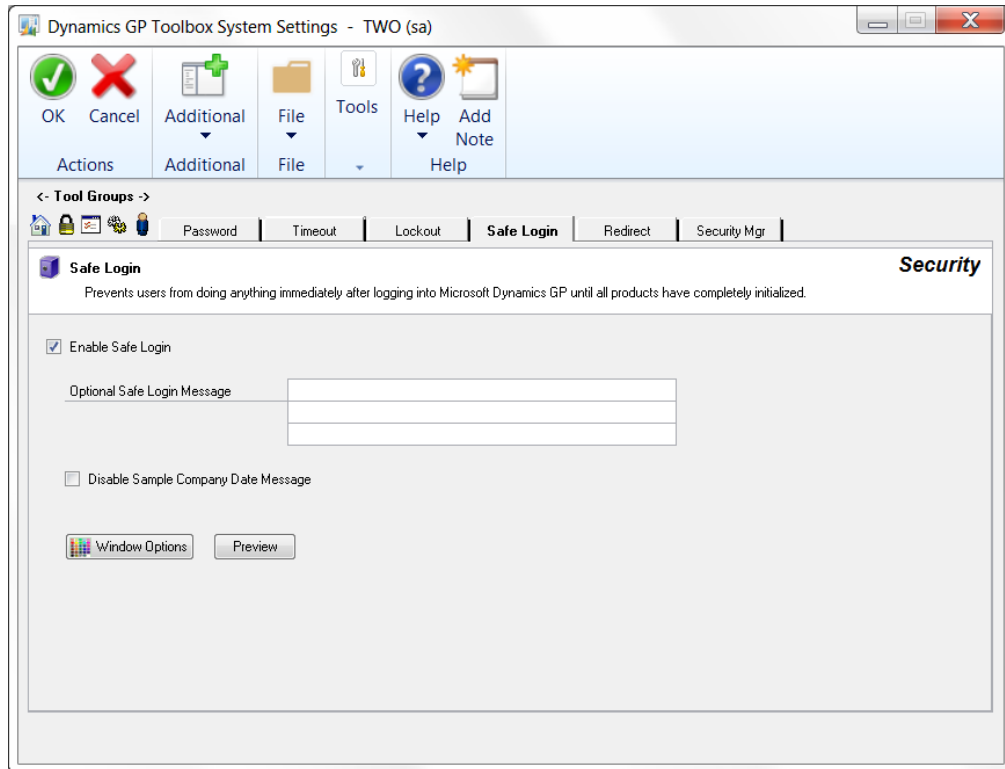 Dynamics GP Toolbox System Settings - TWO (sa)
OK Cancel Additional File Tools Help Add Note
Actions Additional File Help
<- Tool Groups ->
Password Timeout Lockout Safe Login Redirect Security Mgr
Safe Login Security
Prevents users from doing anything immediately after logging into Microsoft Dynamics GP until all products have completely initialized.
Enable Safe Login
Optional Safe Login Message
Disable Sample Company Date Message
Window Options Preview